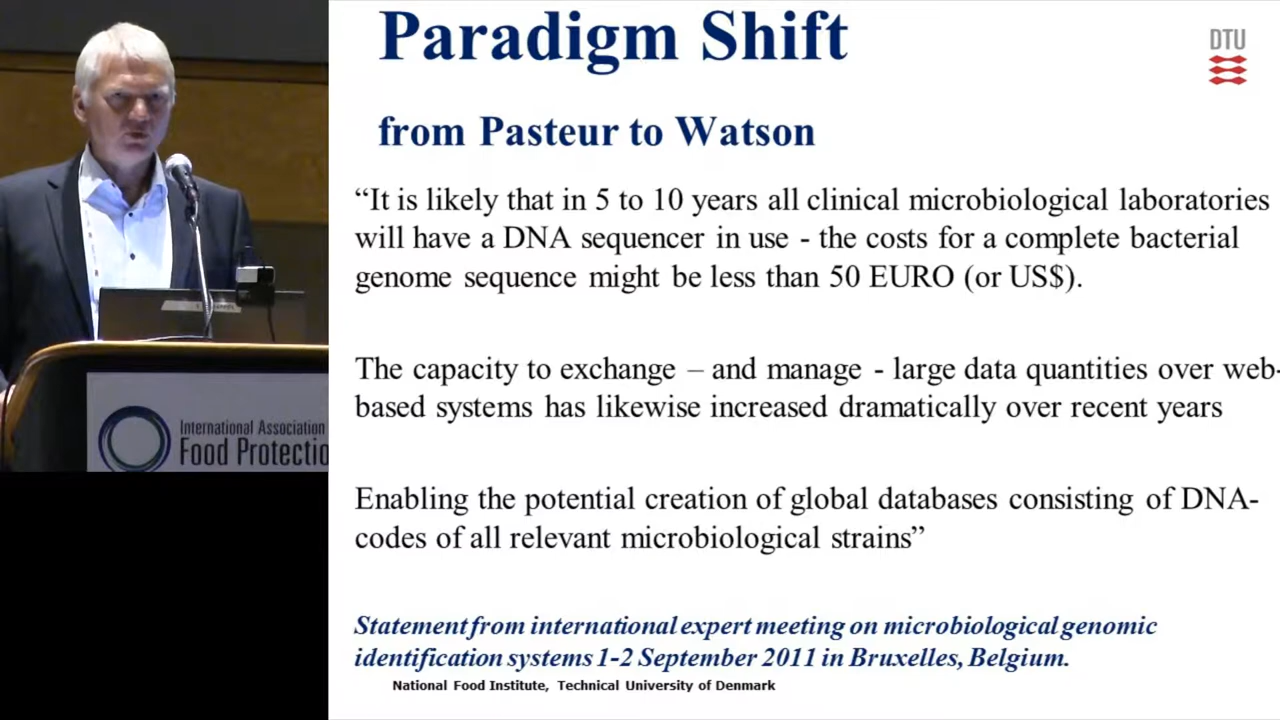 Paradigm Shift
DTU
from Pasteur to Watson
“It is likely that in 5 to 10 years all clinical microbiological laboratories
will have a DNA sequencer in use - the costs for a complete bacterial
genome sequence might be less than 50 EURO (or US$).
The capacity to exchange – and manage - large data quantities over web-
based systems has likewise increased dramatically over recent years
Enabling the potential creation of global databases consisting of DNA-
codes of all relevant microbiological strains”
Statement from international expert meeting on microbiological genomic
identification systems 1-2 September 2011 in Bruxelles, Belgium.
National Food Institute, Technical University of Denmark
International Association
Food Protectio